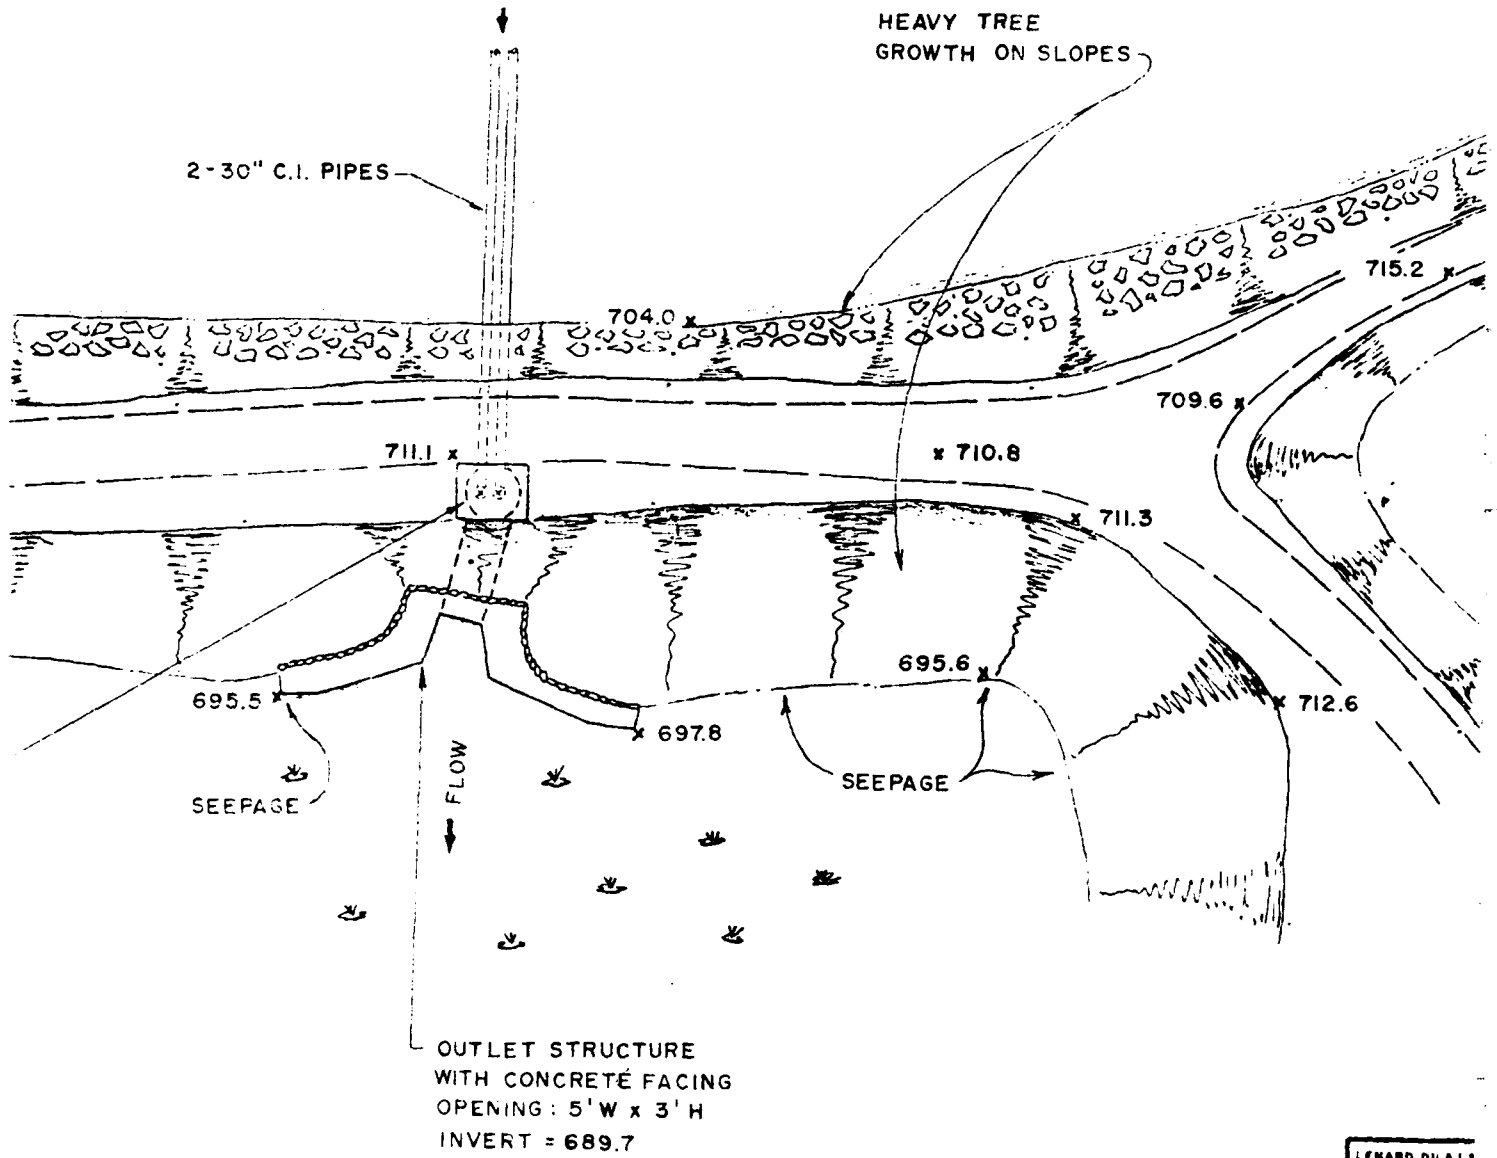 HEAVY TREE
GROWTH ON SLOPES
2-30" C.I. PIPES
715.2
704.0
709.6
711.1
710.8
711.3
695.6
695.5
712.6
697.8
FLOW
SEEPAGE
SEEPAGE
OUTLET STRUCTURE
WITH CONCRETE FACING
OPENING: 5'W x 3'H
INVERT = 689.7